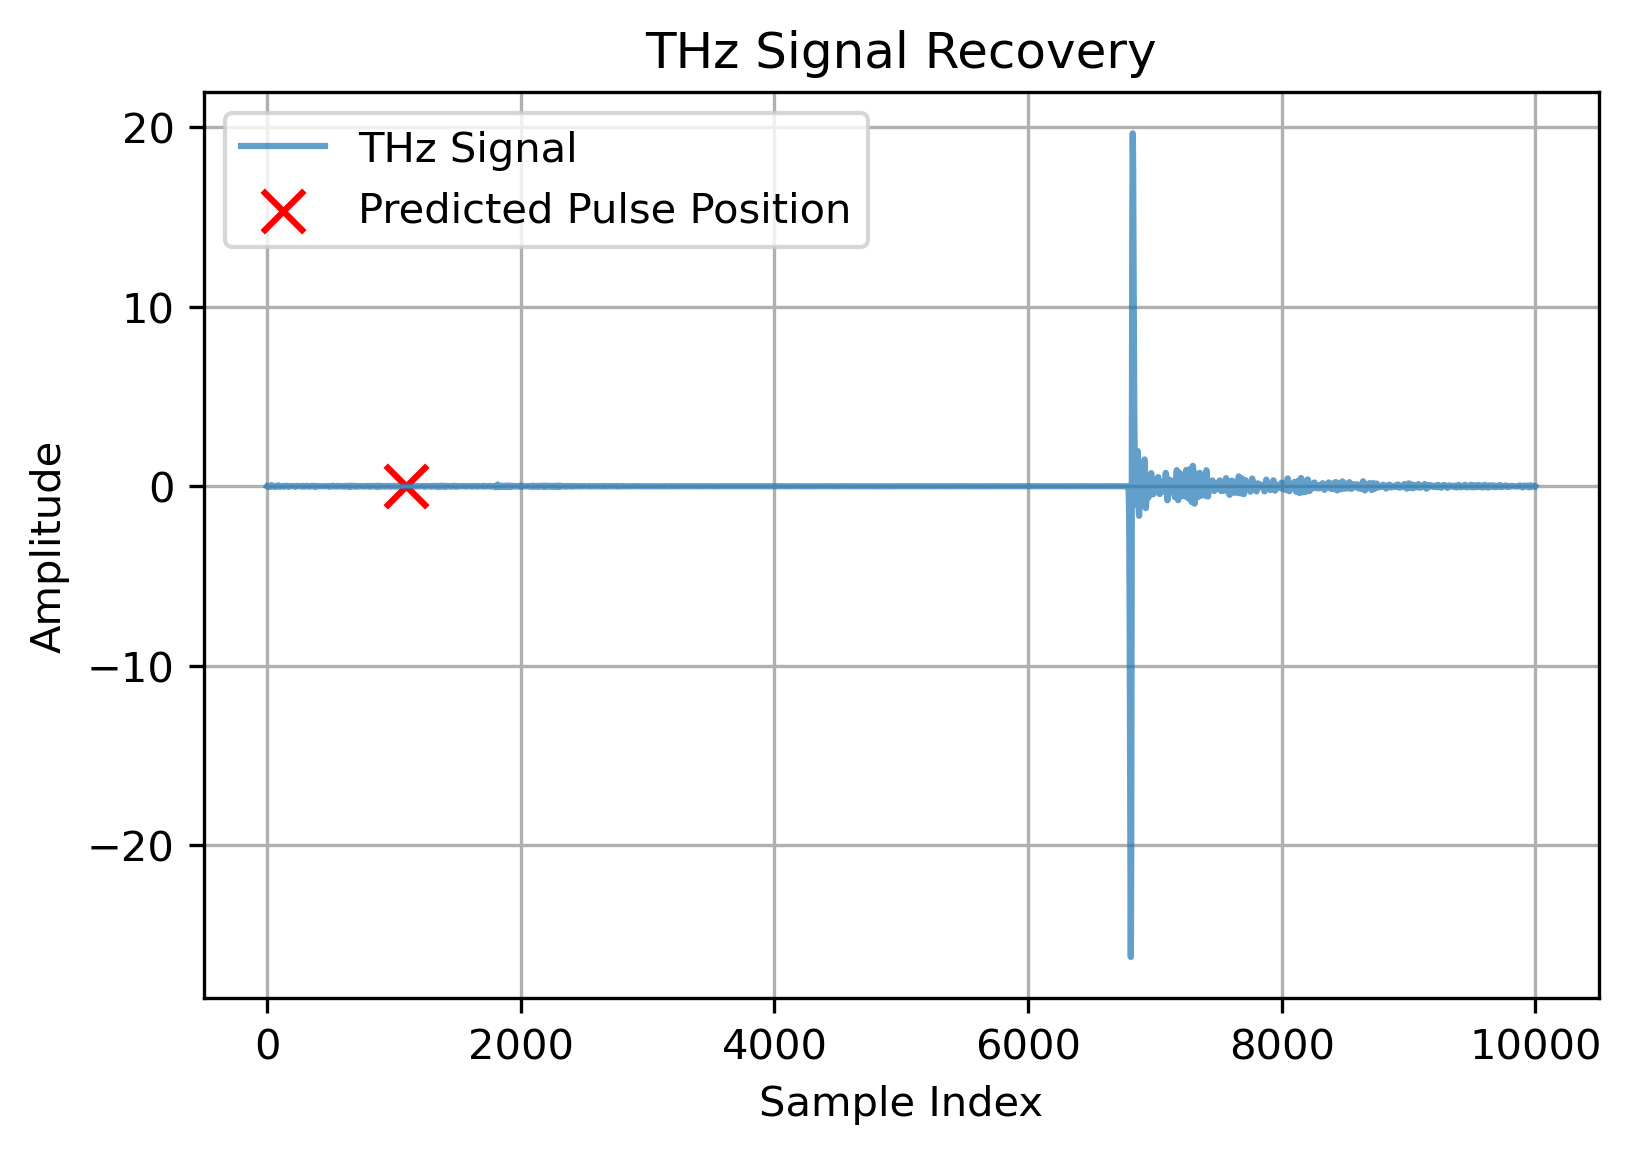 THz Signal Recovery
THz Signal
Predicted Pulse Position
20
10
0
−10
−20
Amplitude
0 2000 4000 6000 8000 10000
Sample Index